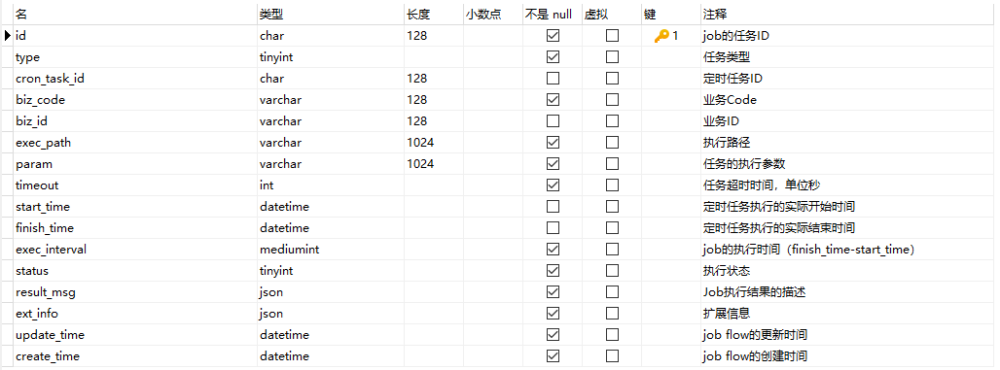 名 类型 长度 小数点 不是 null 虚拟 键 注释
id char 128 1 job的任务ID
type tinyint 任务类型
cron_task_id char 128 定时任务ID
biz_code varchar 128 业务Code
biz_id varchar 128 业务ID
exec_path varchar 1024 执行路径
param varchar 1024 任务的执行参数
timeout int 任务超时时间，单位秒
start_time datetime 定时任务执行的实际开始时间
finish_time datetime 定时任务执行的实际结束时间
exec_interval mediumint job的执行时间（finish_time-start_time）
status tinyint 执行状态
result_msg json Job执行结果的描述
ext_info json 扩展信息
update_time datetime job flow的更新时间
create_time datetime job flow的创建时间